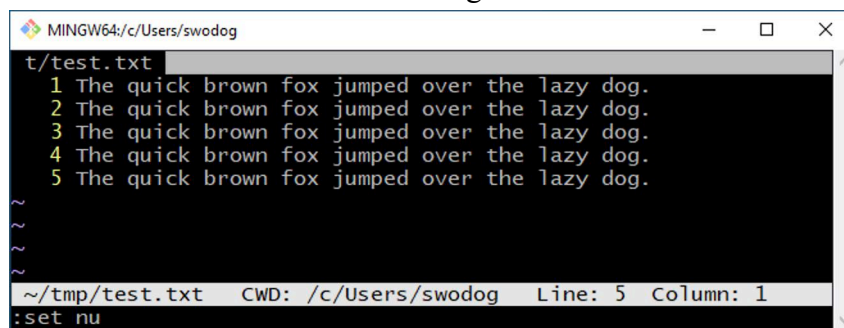 MINGW64:/c/Users/swodog
t/test.txt
1 The quick brown fox jumped over the lazy dog.
2 The quick brown fox jumped over the lazy dog.
3 The quick brown fox jumped over the lazy dog.
4 The quick brown fox jumped over the lazy dog.
5 The quick brown fox jumped over the lazy dog.
~
~
~
~
~/tmp/test.txt CWD: /c/Users/swodog Line: 5 Column: 1
:set nu